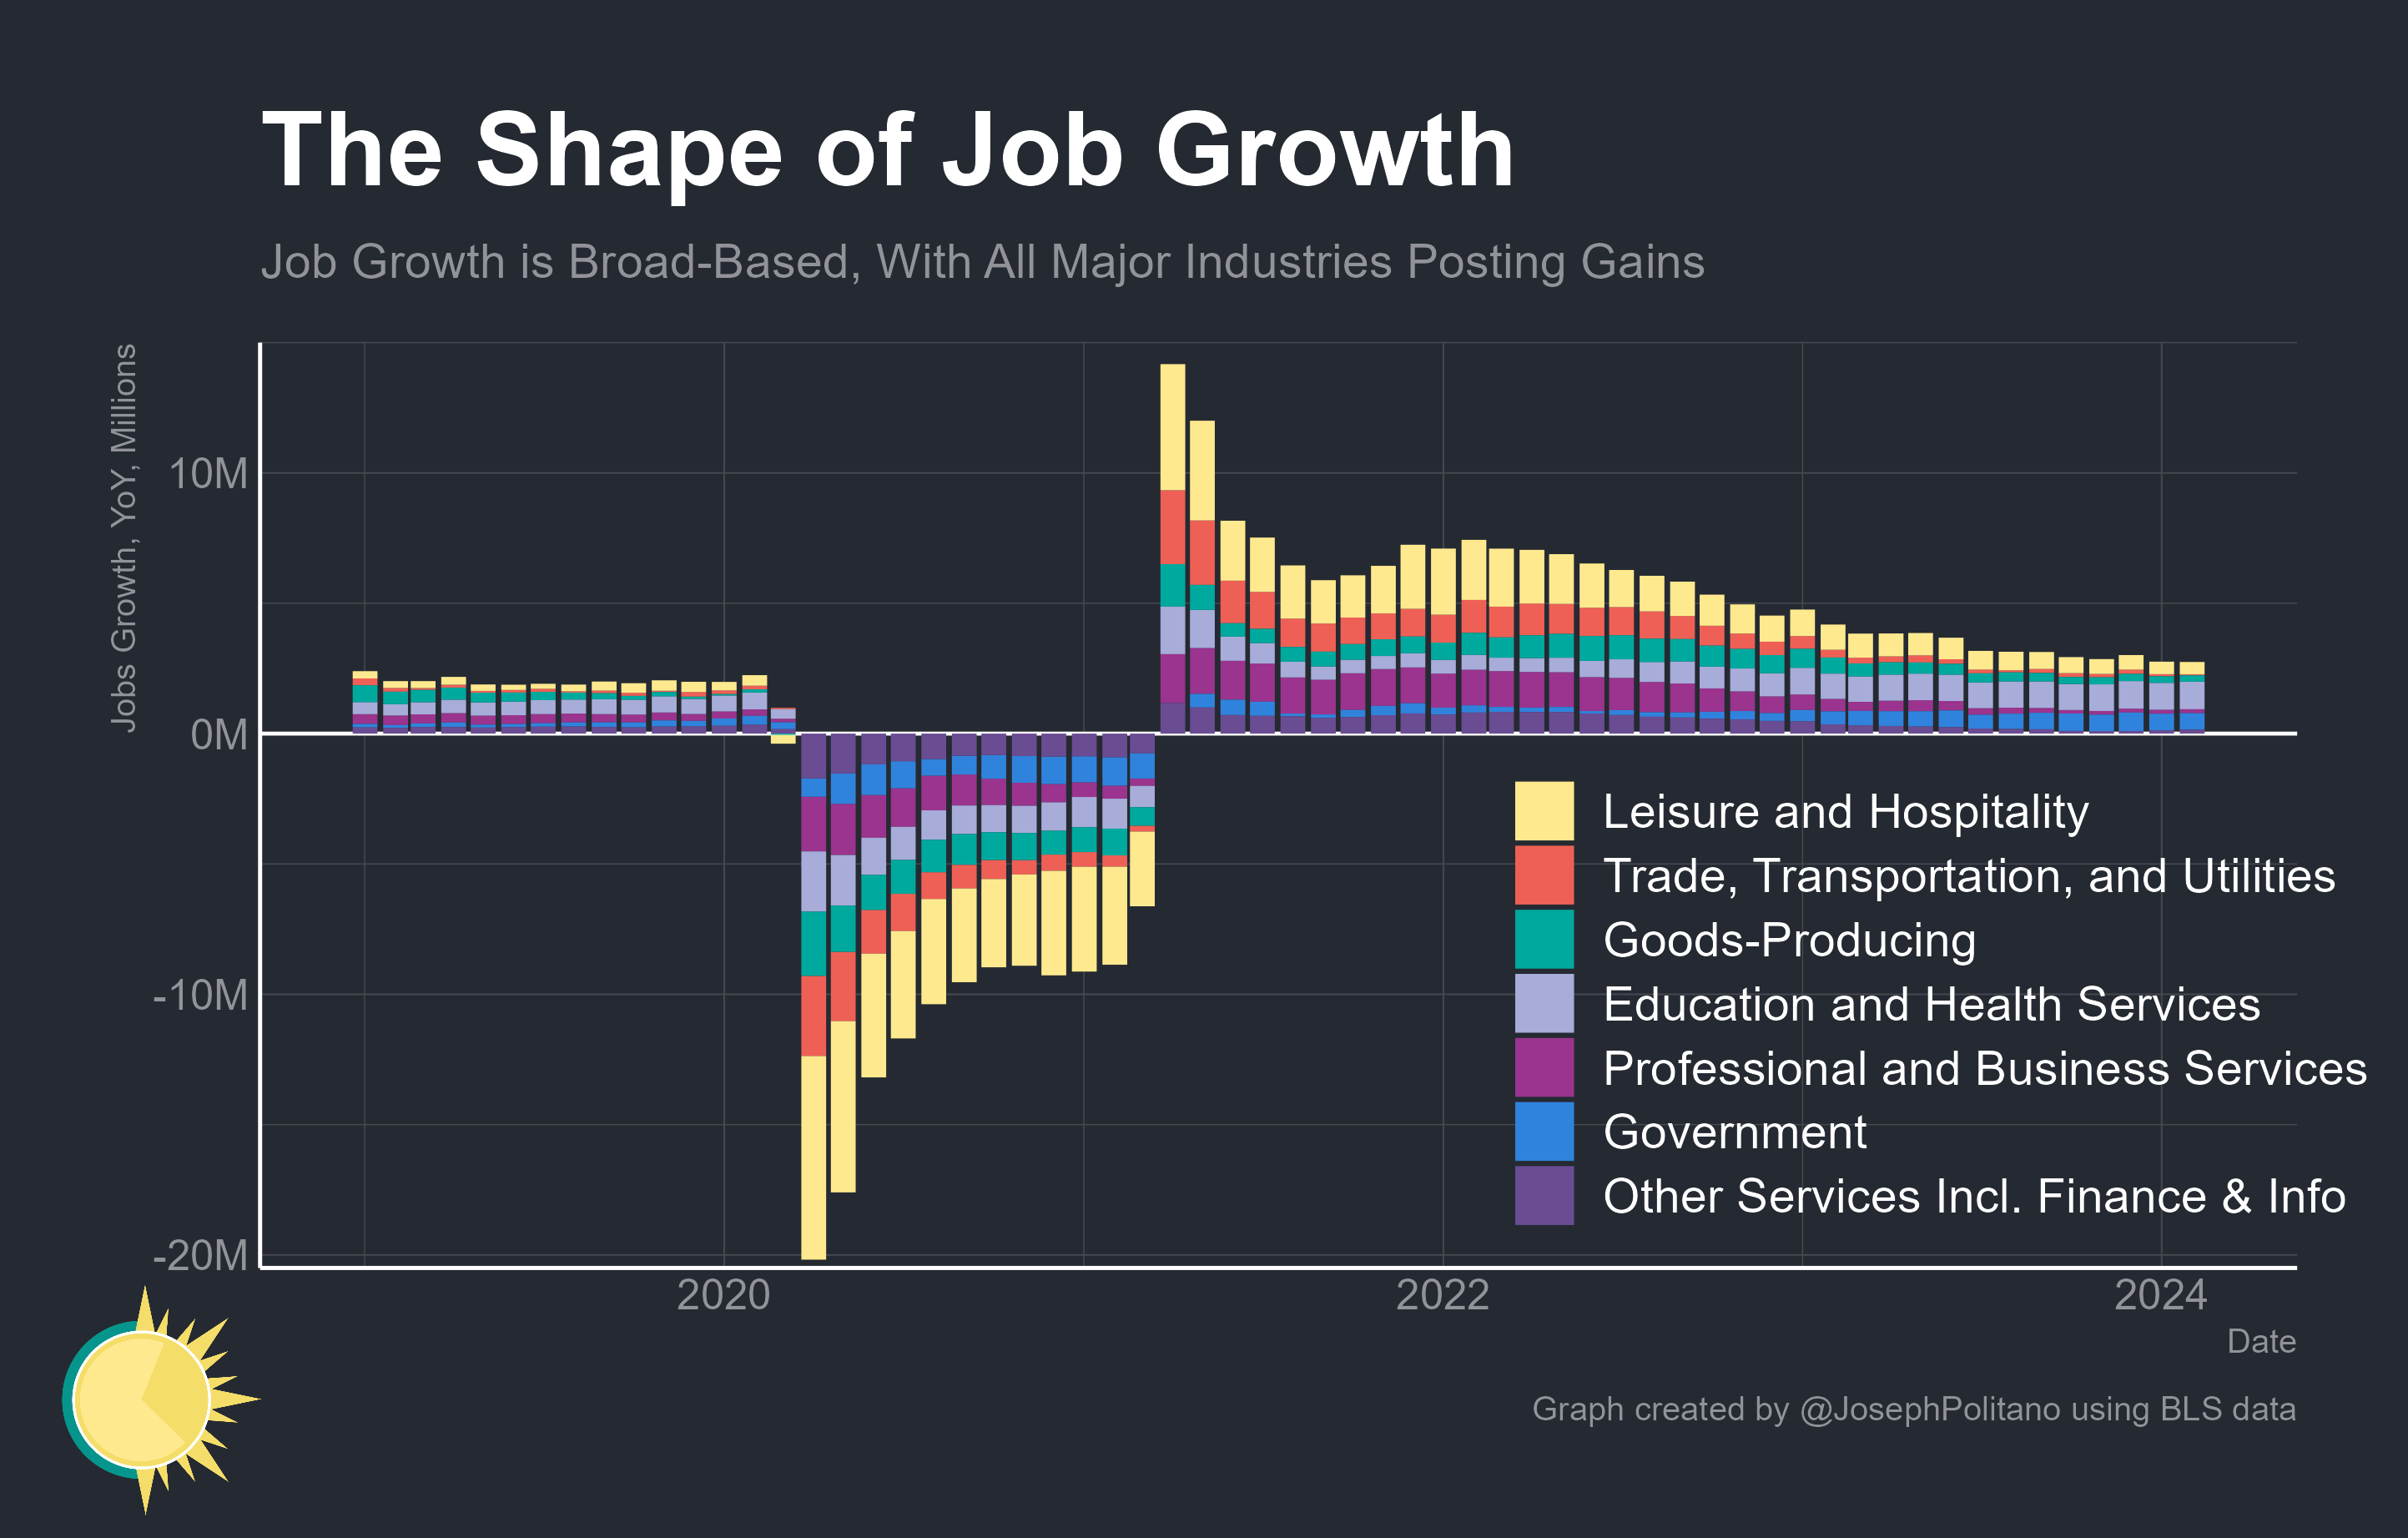 The Shape of Job Growth
Job Growth is Broad-Based, With All Major Industries Posting Gains
Jobs Growth, YoY, Millions
10M
0M
-10M
-20M
Leisure and Hospitality
Trade, Transportation, and Utilities
Goods-Producing
Education and Health Services
Professional and Business Services
Government
Other Services Incl. Finance & Info
2020
2022
2024
Date
Graph created by @JosephPolitano using BLS data